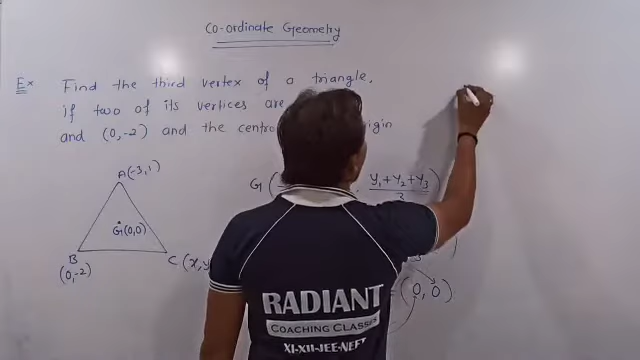 Co-ordinate Geometry
Ex Find the third vertex of a triangle,
if two of its vertices are
and (0,-2) and the
A(-3,1)
G( y₁+y₂+y₃)
3
G(0,0)
B
(0,-2)
C(x,y
(0,0)
RADIANT
COACHING CLASSES
XI-XII-JEE-NEET